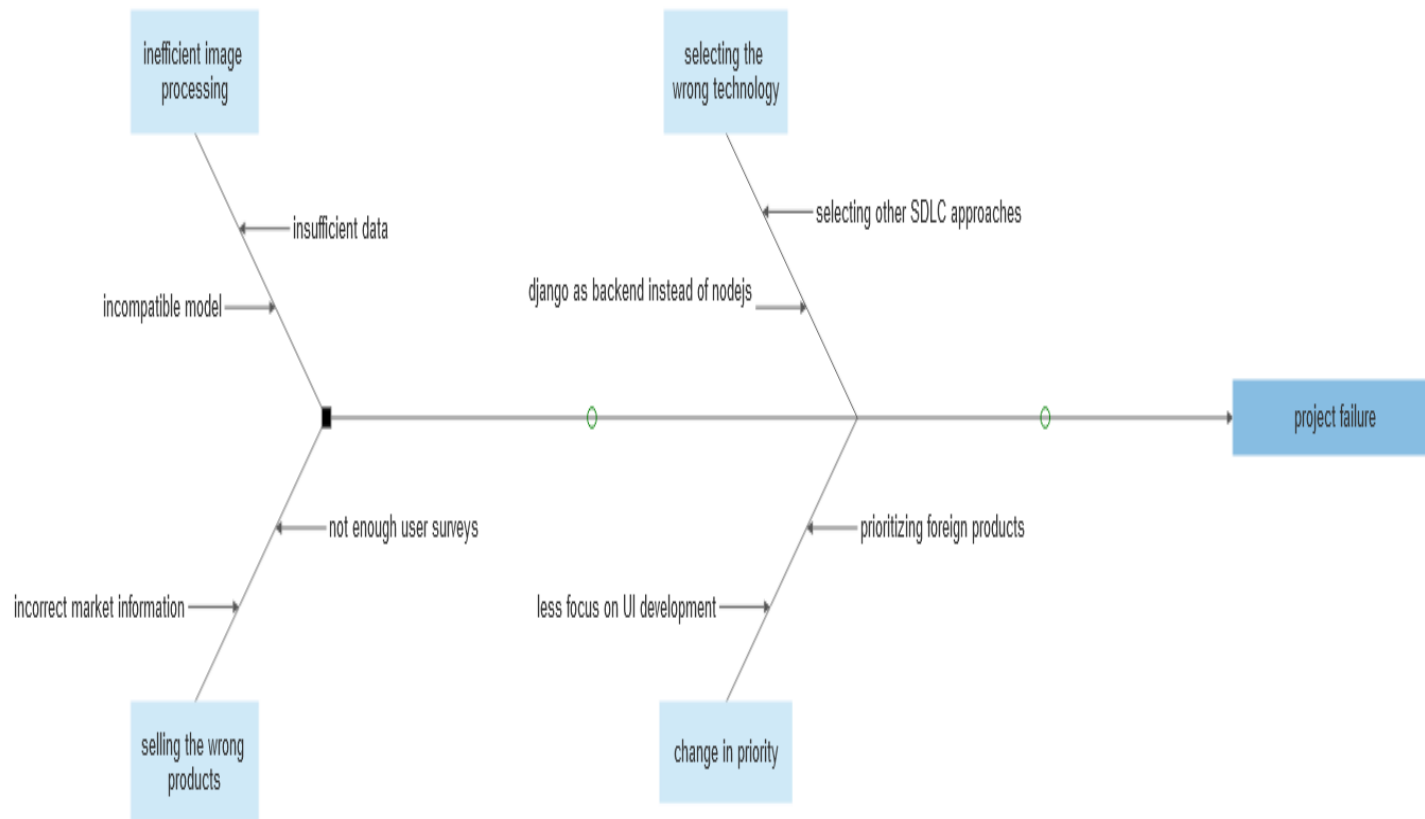 inefficient image
processing
selecting the
wrong technology
insufficient data
selecting other SDLC approaches
incompatible model
django as backend instead of nodejs
project failure
not enough user surveys
prioritizing foreign products
incorrect market information
less focus on UI development
selling the wrong
products
change in priority